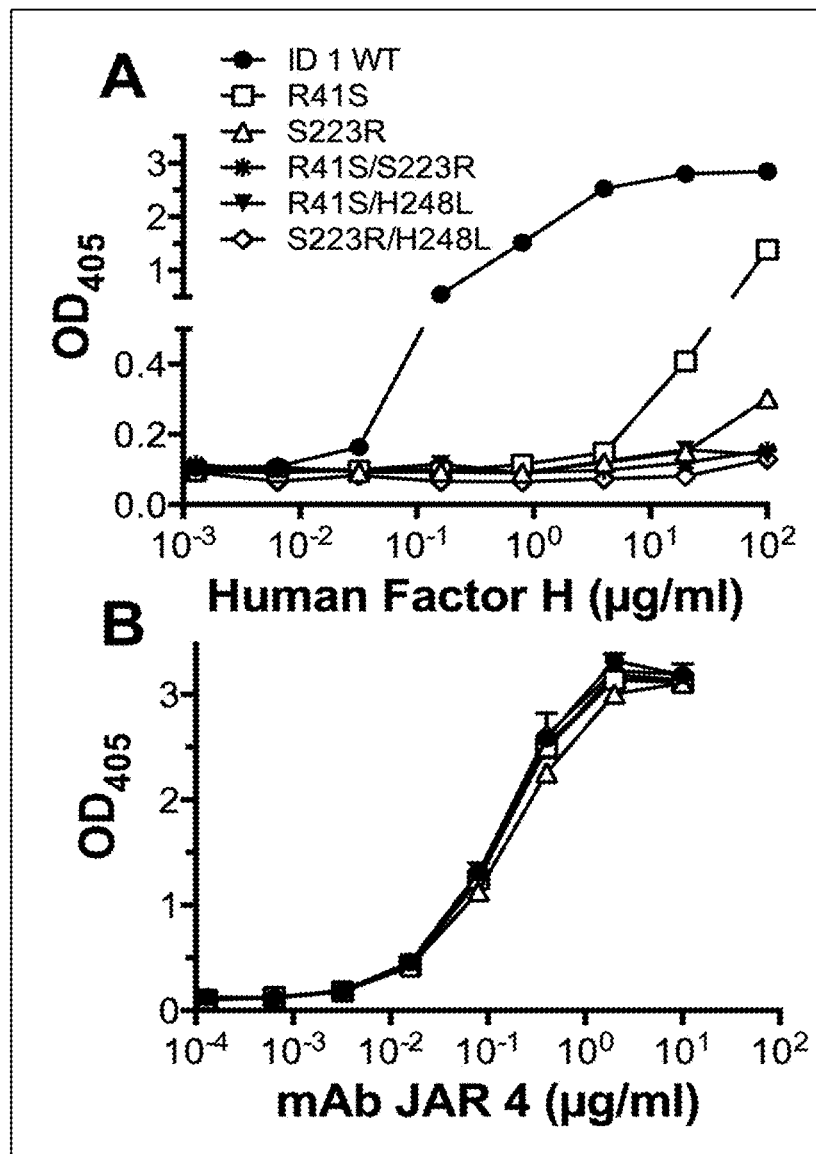 A
ID 1 WT
R41S
S223R
R41S/S223R
R41S/H248L
S223R/H248L
OD₄₀₅
3
2
1
0.4
0.2
0.0
10⁻³ 10⁻² 10⁻¹ 10⁰ 10¹ 10²
Human Factor H (µg/ml)
B
OD₄₀₅
3
2
1
0
10⁻⁴ 10⁻³ 10⁻² 10⁻¹ 10⁰ 10¹ 10²
mAb JAR 4 (µg/ml)